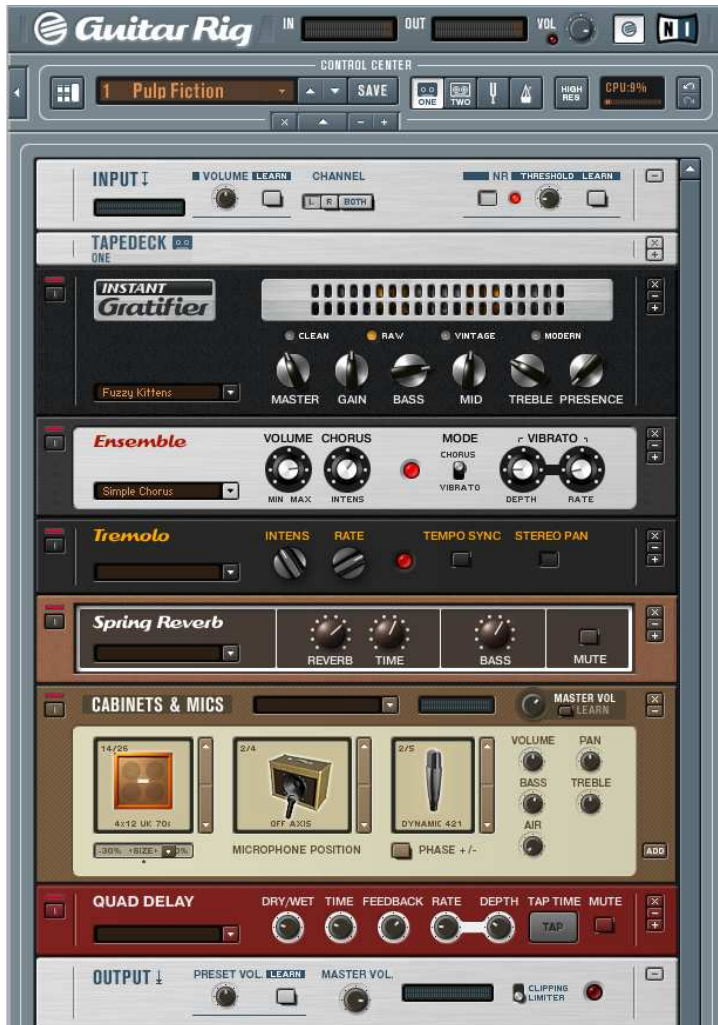 Guitar Rig IN OUT VOL NI
CONTROL CENTER
1 Pulp Fiction SAVE ONE TWO HIGH RES CPU:9%
INPUT VOLUME LEARN CHANNEL NR THRESHOLD LEARN
L R BOTH
TAPEDECK
ONE
INSTANT
Gratifier
CLEAN RAW VINTAGE MODERN
Fuzzy Kittens
MASTER GAIN BASS MID TREBLE PRESENCE
Ensemble VOLUME CHORUS MODE VIBRATO
CHORUS
Simple Chorus VIBRATO
MIN MAX INTENS DEPTH RATE
Tremolo INTENS RATE TEMPO SYNC STEREO PAN
Spring Reverb
REVERB TIME BASS MUTE
CABINETS & MICS MASTER VOL
LEARN
14/26 2/4 2/5 VOLUME PAN
BASS TREBLE
4x12 UK 70s OFF AXIS DYNAMIC 421
AIR
-30% SIZE MICROPHONE POSITION PHASE +/- ADD
QUAD DELAY DRY/WET TIME FEEDBACK RATE DEPTH TAP TIME MUTE
TAP
OUTPUT PRESET VOL. LEARN MASTER VOL.
CLIPPING
LIMITER